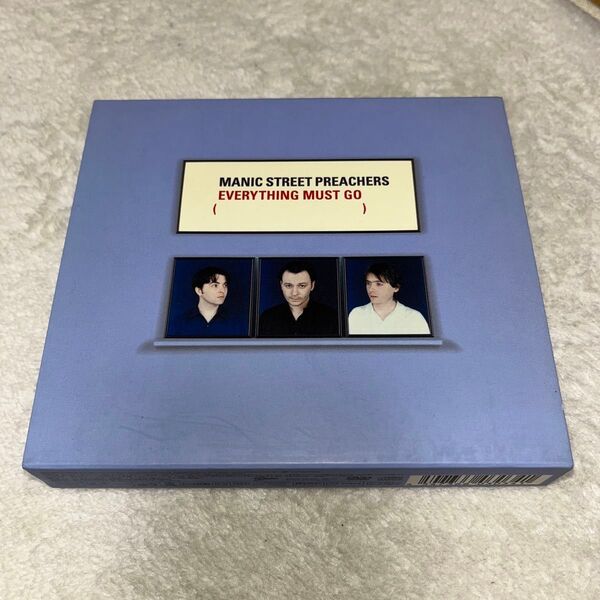 MANIC STREET PREACHERS
EVERYTHING MUST GO
( )